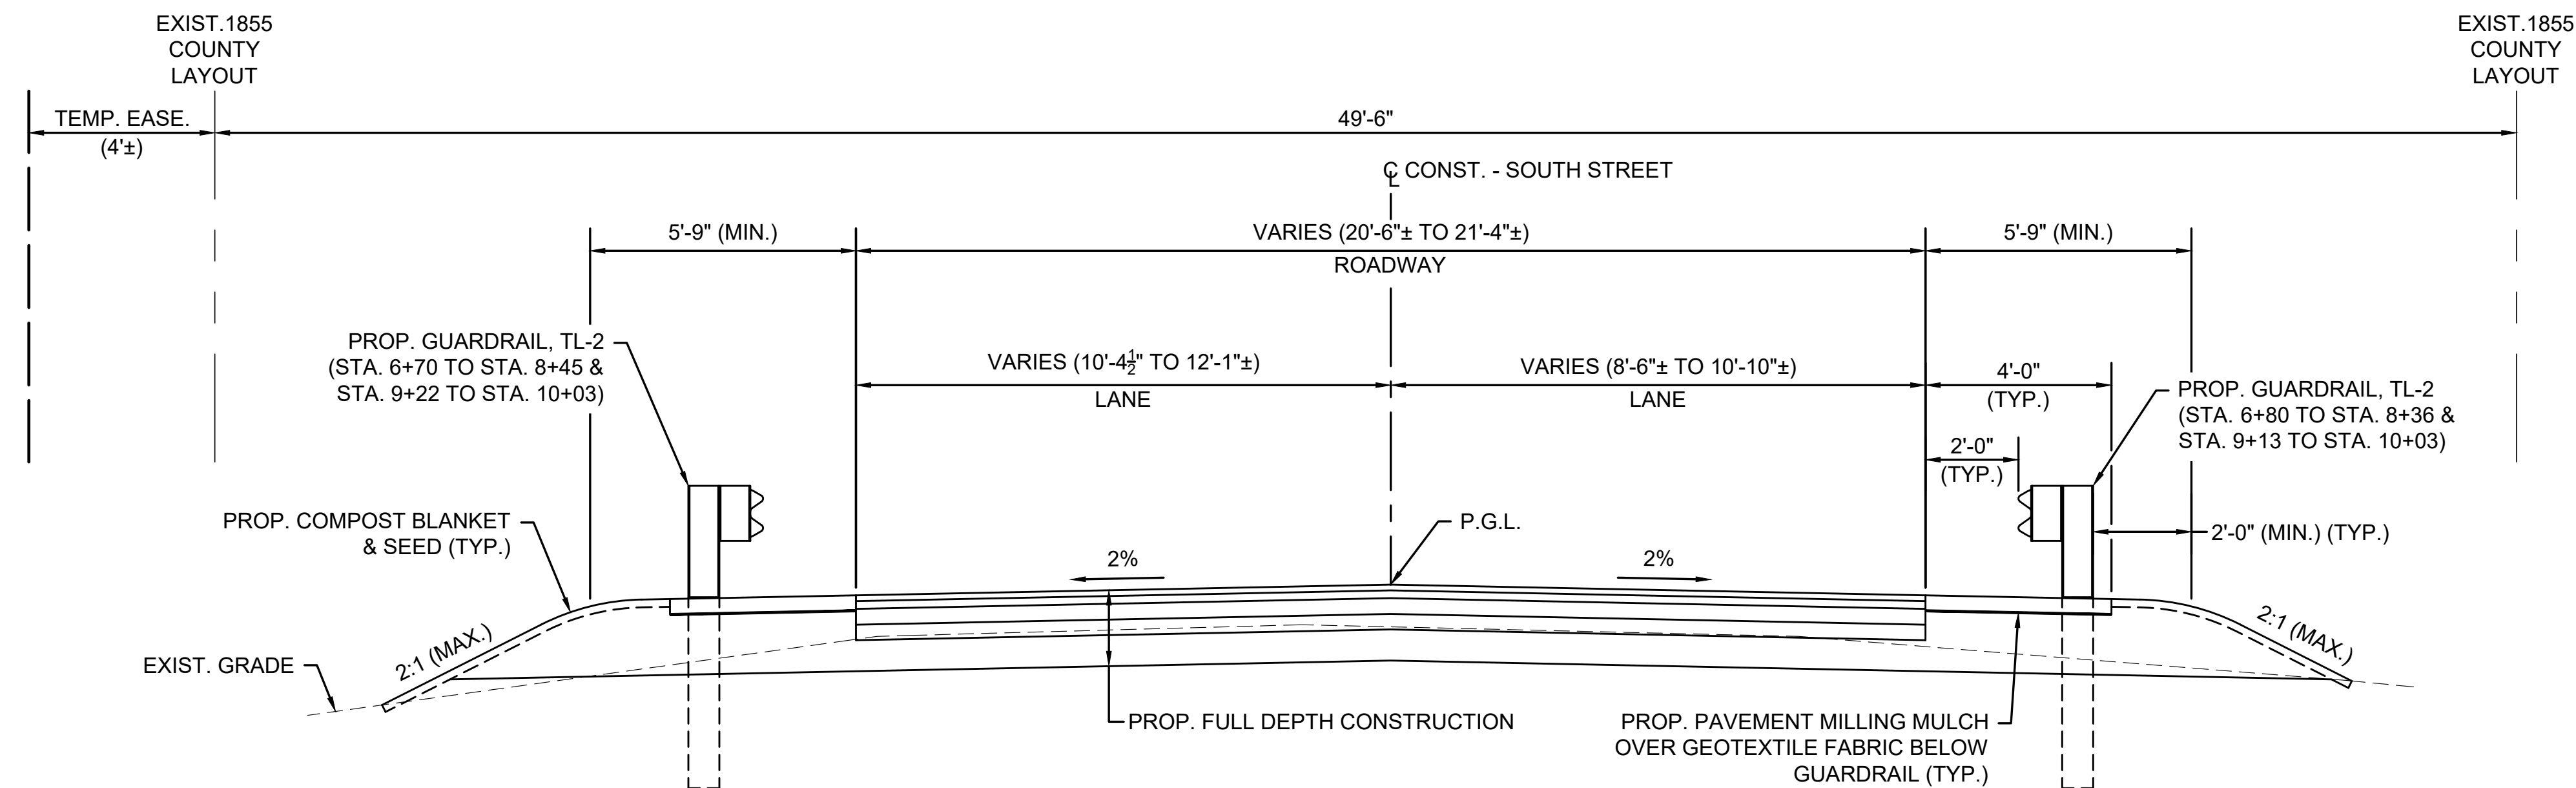 EXIST.1855
COUNTY
LAYOUT
EXIST.1855
COUNTY
LAYOUT
TEMP. EASE.
(4'±)
49'-6"
℄ CONST. - SOUTH STREET
5'-9" (MIN.)
VARIES (20'-6"± TO 21'-4"±)
ROADWAY
5'-9" (MIN.)
PROP. GUARDRAIL, TL-2
(STA. 6+70 TO STA. 8+45 &
STA. 9+22 TO STA. 10+03)
VARIES (10'-4½" TO 12'-1"±)
LANE
VARIES (8'-6"± TO 10'-10"±)
LANE
4'-0"
(TYP.)
PROP. GUARDRAIL, TL-2
(STA. 6+80 TO STA. 8+36 &
STA. 9+13 TO STA. 10+03)
2'-0"
(TYP.)
PROP. COMPOST BLANKET
& SEED (TYP.)
P.G.L.
2'-0" (MIN.) (TYP.)
2%
2%
2:1 (MAX.)
2:1 (MAX.)
EXIST. GRADE
PROP. FULL DEPTH CONSTRUCTION
PROP. PAVEMENT MILLING MULCH
OVER GEOTEXTILE FABRIC BELOW
GUARDRAIL (TYP.)